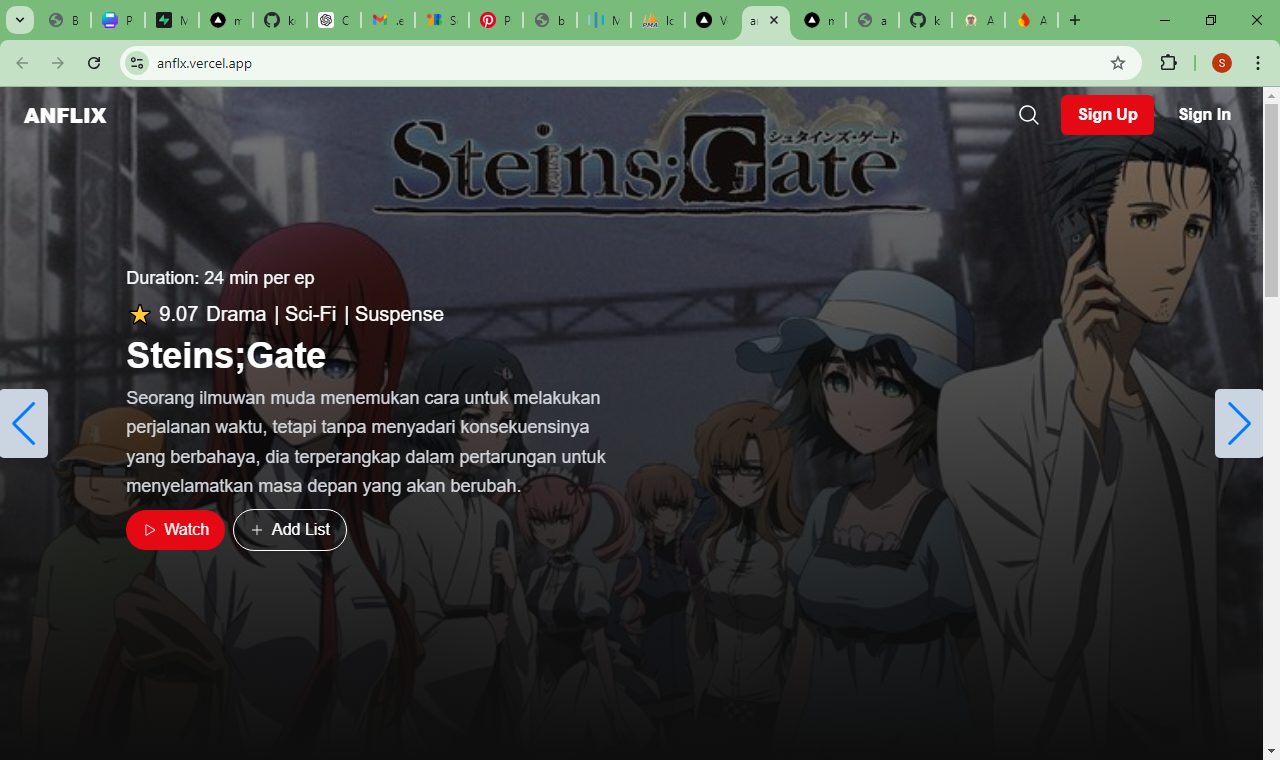 anflx.vercel.app
ANFLIX
Sign Up
Sign In
シュタインズ・ゲート
Steins;Gate
Duration: 24 min per ep
9.07 Drama | Sci-Fi | Suspense
Steins;Gate
Seorang ilmuwan muda menemukan cara untuk melakukan
perjalanan waktu, tetapi tanpa menyadari konsekuensinya
yang berbahaya, dia terperangkap dalam pertarungan untuk
menyelamatkan masa depan yang akan berubah.
Watch
Add List